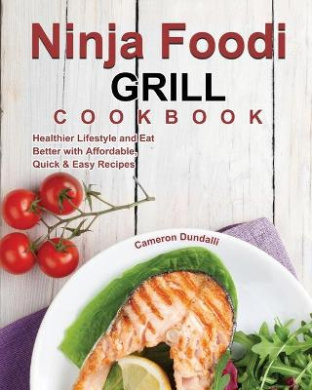 Ninja Foodi
GRILL
COOKBOOK
Healthier Lifestyle and Eat
Better with Affordable,
Quick & Easy Recipes
Cameron Dundalli